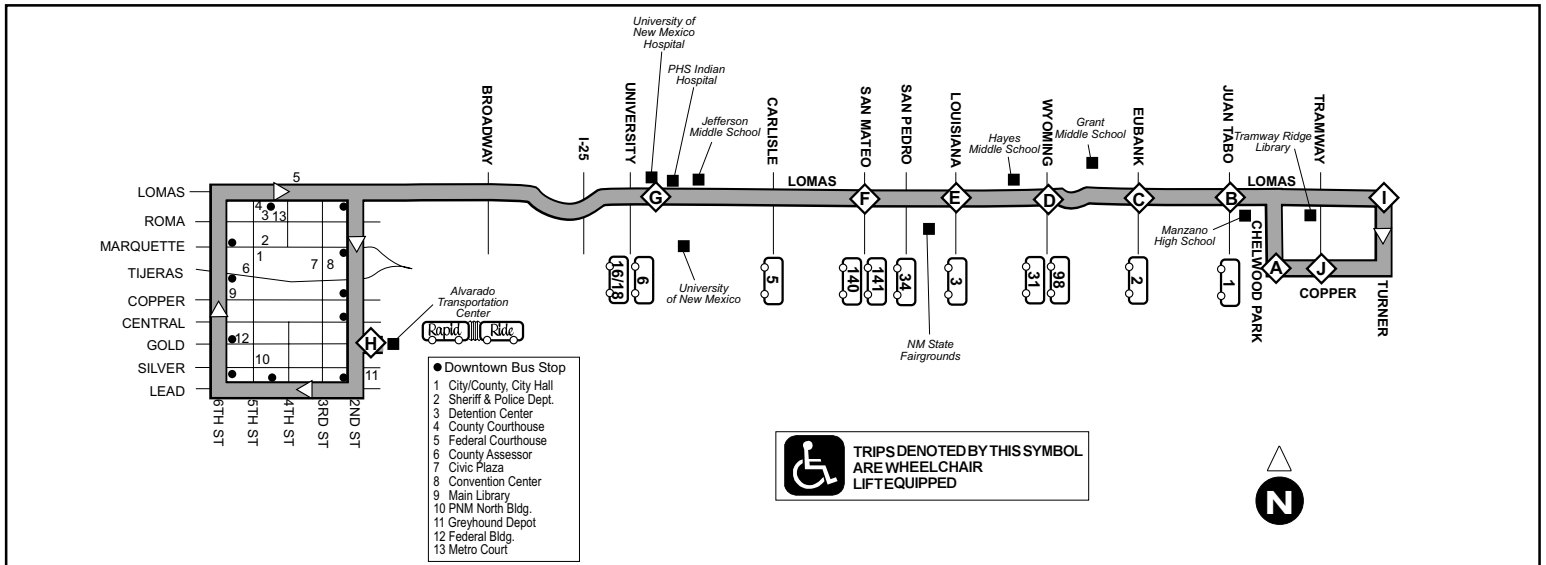 University of
New Mexico
Hospital
PHS Indian
Hospital
Jefferson
Middle School
BROADWAY
I-25
UNIVERSITY
CARLISLE
SAN MATEO
SAN PEDRO
LOUISIANA
Hayes
Middle School
WYOMING
Grant
Middle School
EUBANK
JUAN TABO
Tramway Ridge
Library
TRAMWAY
LOMAS
ROMA
MARQUETTE
TIJERAS
COPPER
CENTRAL
GOLD
SILVER
LEAD
5
4
3 13
2
1
6
7 8
9
12
10
11
6TH ST
5TH ST
4TH ST
3RD ST
2ND ST
H
Alvarado
Transportation
Center
Rapid Ride
G
LOMAS
F
E
D
C
B
LOMAS
I
A
J
COPPER
Manzano
High School
CHELWOOD PARK
TURNER
16/18
6
University
of New Mexico
5
140
141
34
NM State
Fairgrounds
3
31
98
2
1
Downtown Bus Stop
1 City/County, City Hall
2 Sheriff & Police Dept.
3 Detention Center
4 County Courthouse
5 Federal Courthouse
6 County Assessor
7 Civic Plaza
8 Convention Center
9 Main Library
10 PNM North Bldg.
11 Greyhound Depot
12 Federal Bldg.
13 Metro Court
TRIPS DENOTED BY THIS SYMBOL
ARE WHEELCHAIR
LIFT EQUIPPED
N